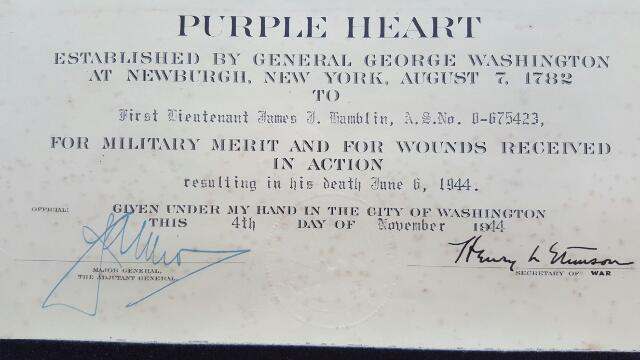 PURPLE HEART
ESTABLISHED BY GENERAL GEORGE WASHINGTON
AT NEWBURGH, NEW YORK, AUGUST 7, 1782
TO
First Lieutenant James J. Hamblin, A.S.No. O-675423,
FOR MILITARY MERIT AND FOR WOUNDS RECEIVED
IN ACTION
resulting in his death June 6, 1944.
OFFICIAL:
GIVEN UNDER MY HAND IN THE CITY OF WASHINGTON
THIS 4th DAY OF November 1944
Henry L Stimson
MAJOR GENERAL,
THE ADJUTANT GENERAL
SECRETARY OF WAR